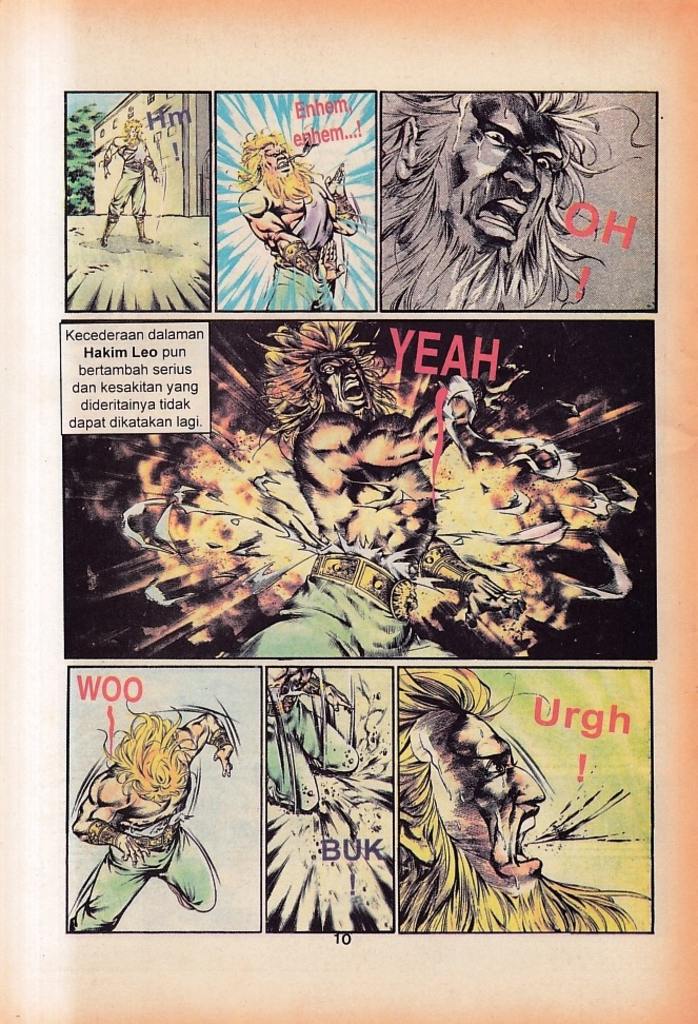 Hm
!
Enhem,
enhem...!
OH
!
Kecederaan dalaman
Hakim Leo pun
bertambah serius
dan kesakitan yang
dideritainya tidak
dapat dikatakan lagi.
YEAH
!
WOO
!
BUK
!
Urgh
!
10